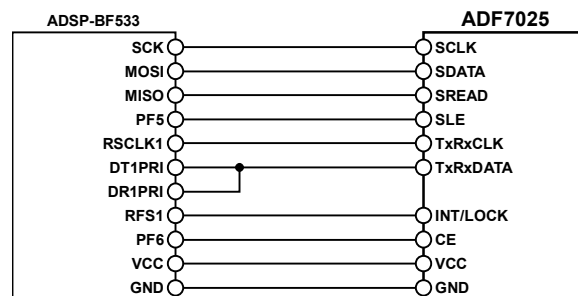 ADSP-BF533 ADF7025
SCK SCLK
MOSI SDATA
MISO SREAD
PF5 SLE
RSCLK1 TxRxCLK
DT1PRI TxRxDATA
DR1PRI
RFS1 INT/LOCK
PF6 CE
VCC VCC
GND GND